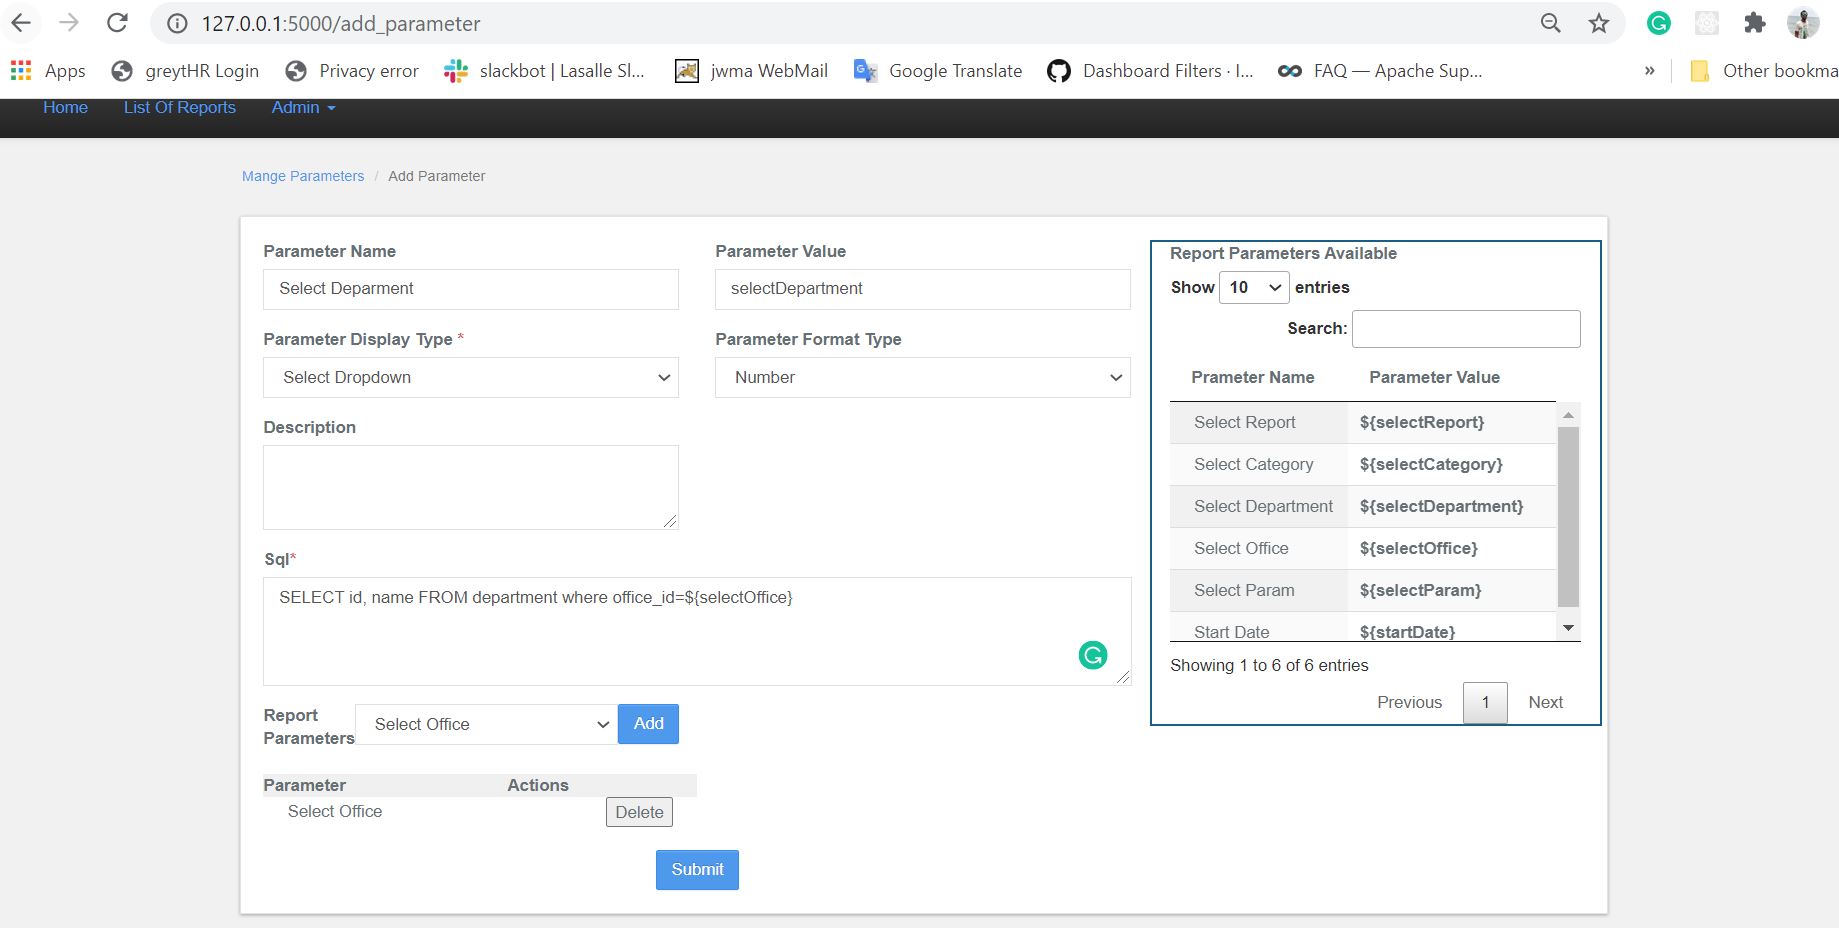 127.0.0.1:5000/add_parameter
Apps greytHR Login Privacy error slackbot | Lasalle Sl... jwma WebMail Google Translate Dashboard Filters · I... FAQ — Apache Sup... » Other bookma
Home List Of Reports Admin
Mange Parameters / Add Parameter
Parameter Name
Select Deparment
Parameter Value
selectDepartment
Parameter Display Type *
Select Dropdown
Parameter Format Type
Number
Description
Sql*
SELECT id, name FROM department where office_id=${selectOffice}
Report Parameters
Select Office
Add
Parameter Actions
Select Office Delete
Submit
Report Parameters Available
Show 10 entries
Search:
Prameter Name Parameter Value
Select Report ${selectReport}
Select Category ${selectCategory}
Select Department ${selectDepartment}
Select Office ${selectOffice}
Select Param ${selectParam}
Start Date ${startDate}
Showing 1 to 6 of 6 entries
Previous 1 Next